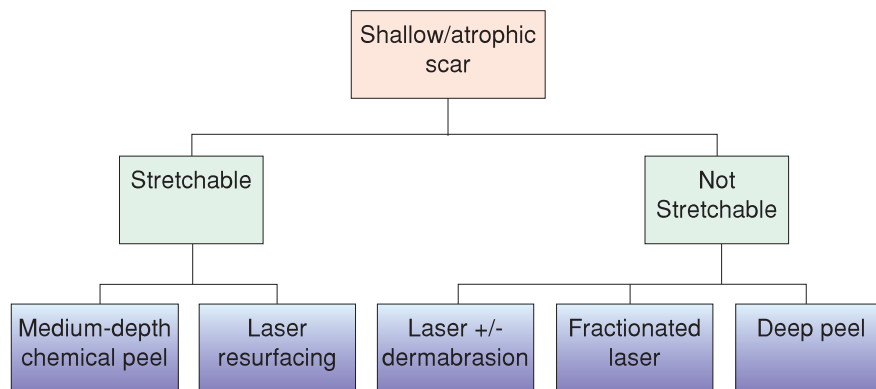 Shallow/atrophic
scar
Stretchable
Not
Stretchable
Medium-depth
chemical peel
Laser
resurfacing
Laser +/-
dermabrasion
Fractionated
laser
Deep peel